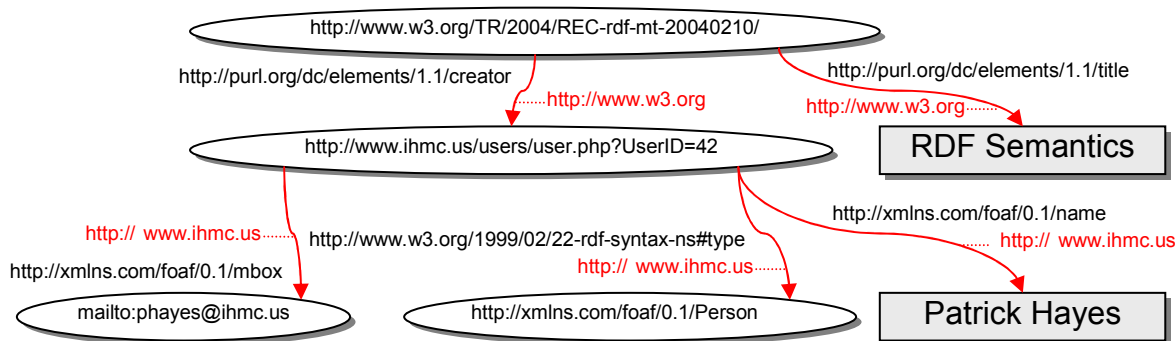 http://www.w3.org/TR/2004/REC-rdf-mt-20040210/
http://purl.org/dc/elements/1.1/creator
http://purl.org/dc/elements/1.1/title
http://www.w3.org
http://www.w3.org
http://www.ihmc.us/users/user.php?UserID=42
RDF Semantics
http://xmlns.com/foaf/0.1/name
http:// www.ihmc.us
http://www.w3.org/1999/02/22-rdf-syntax-ns#type
http:// www.ihmc.us
http://xmlns.com/foaf/0.1/mbox
http:// www.ihmc.us
mailto:phayes@ihmc.us
http://xmlns.com/foaf/0.1/Person
Patrick Hayes